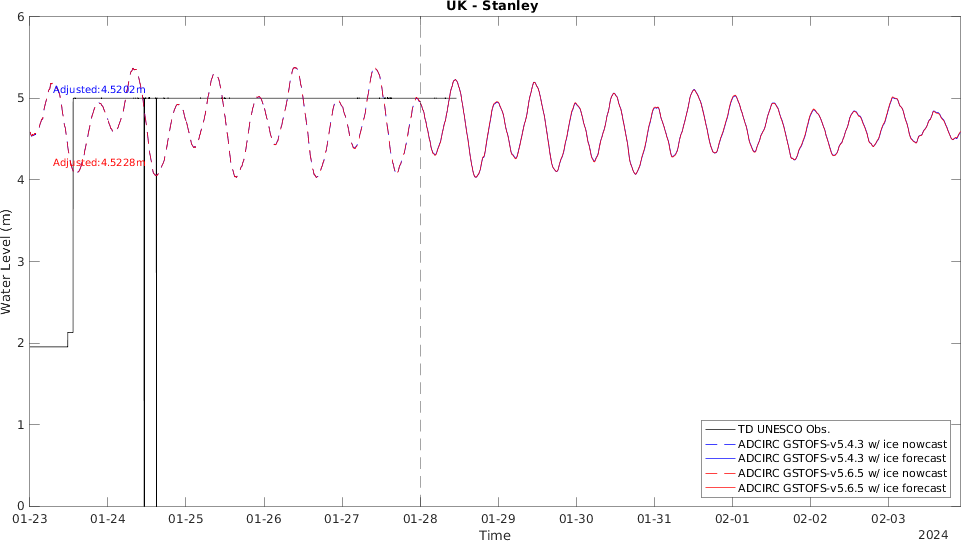 UK - Stanley
6
5
4
3
2
1
0
Water Level (m)
Adjusted:4.5202m
Adjusted:4.5228m
TD UNESCO Obs.
ADCIRC GSTOFS-v5.4.3 w/ ice nowcast
ADCIRC GSTOFS-v5.4.3 w/ ice forecast
ADCIRC GSTOFS-v5.6.5 w/ ice nowcast
ADCIRC GSTOFS-v5.6.5 w/ ice forecast
01-23 01-24 01-25 01-26 01-27 01-28 01-29 01-30 01-31 02-01 02-02 02-03
Time
2024